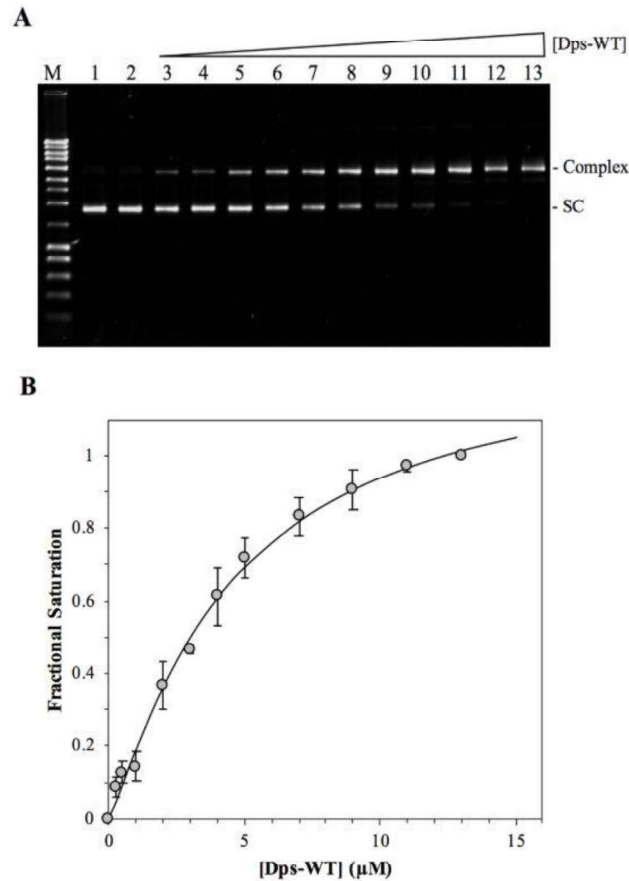 A
[Dps-WT]
M 1 2 3 4 5 6 7 8 9 10 11 12 13
- Complex
- SC
B
1
0.8
0.6
0.4
0.2
0
0 5 10 15
Fractional Saturation
[Dps-WT] (µM)